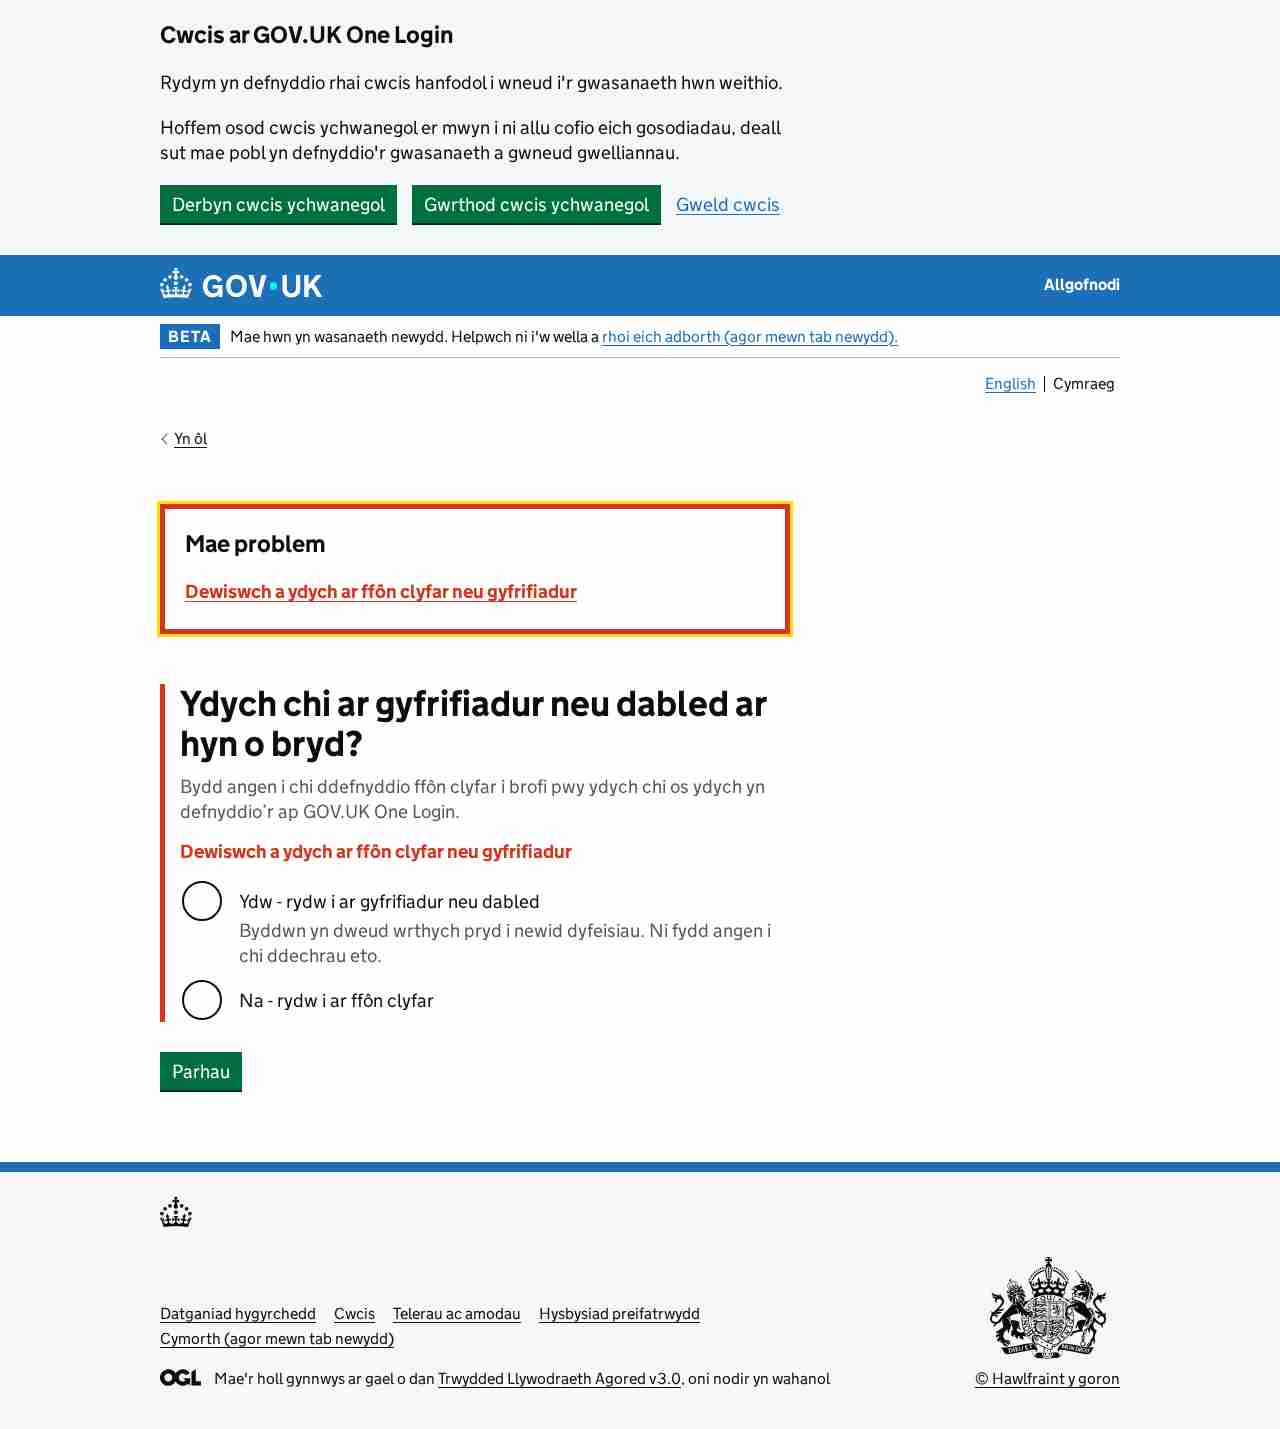 Cwcis ar GOV.UK One Login
Rydym yn defnyddio rhai cwcis hanfodol i wneud i'r gwasanaeth hwn weithio.
Hoffem osod cwcis ychwanegol er mwyn i ni allu cofio eich gosodiadau, deall
sut mae pobl yn defnyddio'r gwasanaeth a gwneud gwelliannau.
Derbyn cwcis ychwanegol Gwrthod cwcis ychwanegol Gweld cwcis
GOV·UK Allgofnodi
BETA Mae hwn yn wasanaeth newydd. Helpwch ni i'w wella a rhoi eich adborth (agor mewn tab newydd).
English Cymraeg
Yn ôl
Mae problem
Dewiswch a ydych ar ffôn clyfar neu gyfrifiadur
Ydych chi ar gyfrifiadur neu dabled ar
hyn o bryd?
Bydd angen i chi ddefnyddio ffôn clyfar i brofi pwy ydych chi os ydych yn
defnyddio’r ap GOV.UK One Login.
Dewiswch a ydych ar ffôn clyfar neu gyfrifiadur
Ydw - rydw i ar gyfrifiadur neu dabled
Byddwn yn dweud wrthych pryd i newid dyfeisiau. Ni fydd angen i
chi ddechrau eto.
Na - rydw i ar ffôn clyfar
Parhau
Datganiad hygyrchedd Cwcis Telerau ac amodau Hysbysiad preifatrwydd
Cymorth (agor mewn tab newydd)
OGL Mae'r holl gynnwys ar gael o dan Trwydded Llywodraeth Agored v3.0, oni nodir yn wahanol
© Hawlfraint y goron